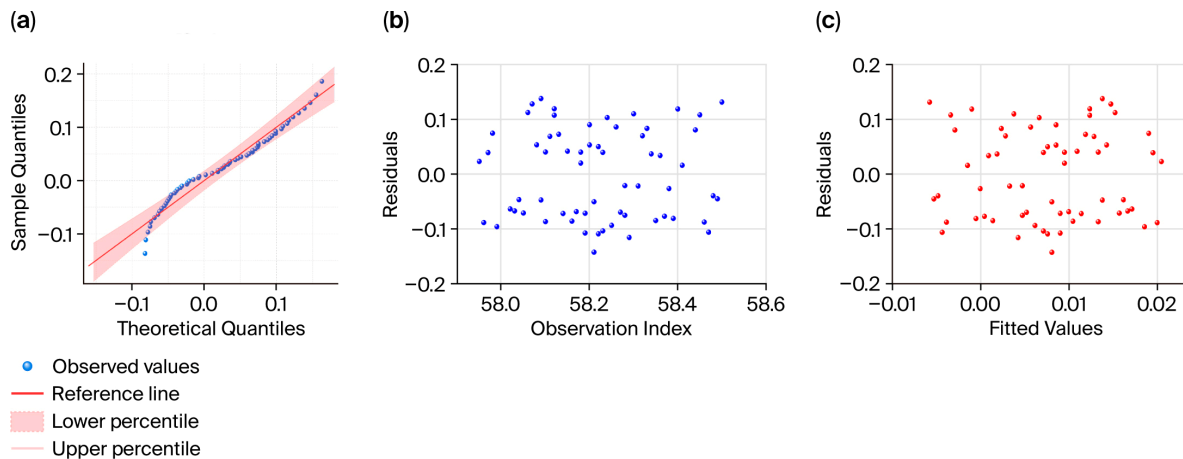 (a)
0.2
0.1
0.0
−0.1
Sample Quantiles
−0.1 0.0 0.1
Theoretical Quantiles
Observed values
Reference line
Lower percentile
Upper percentile
(b)
0.2
0.1
0.0
−0.1
−0.2
Residuals
58.0 58.2 58.4 58.6
Observation Index
(c)
0.2
0.1
0.0
−0.1
−0.2
Residuals
−0.01 0.00 0.01 0.02
Fitted Values